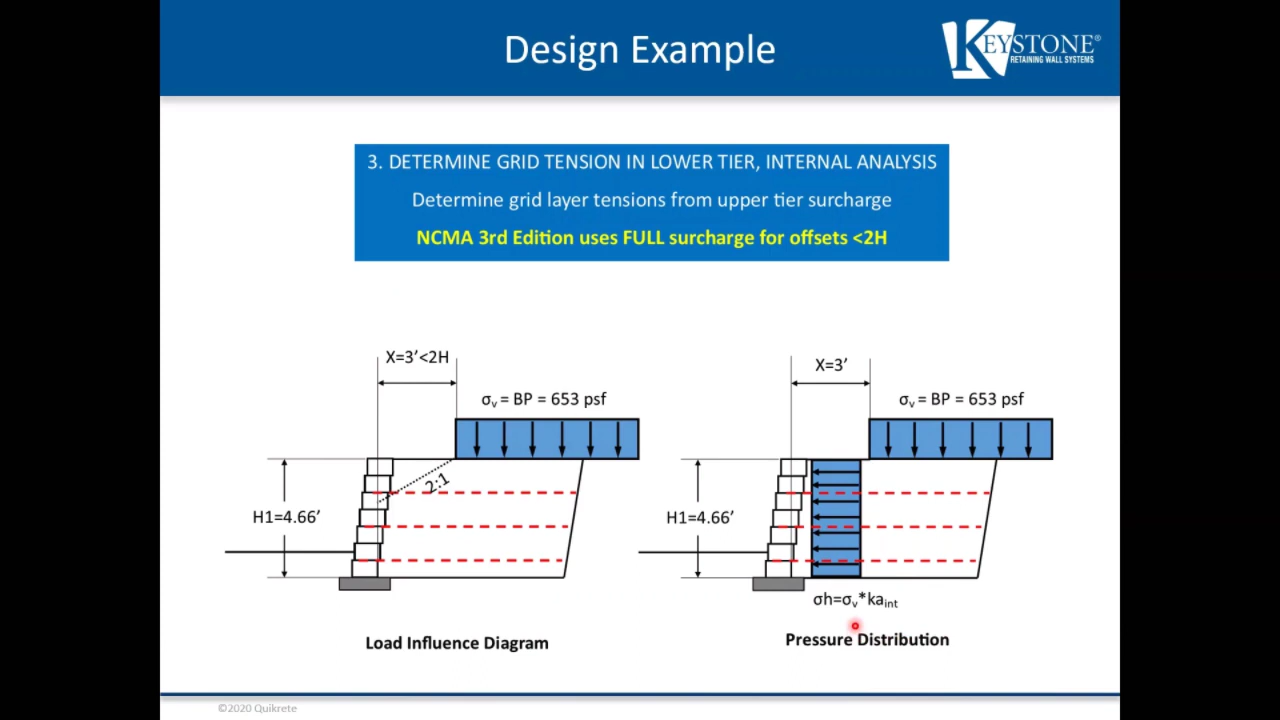 Design Example
KEYSTONE®
RETAINING WALL SYSTEMS
3. DETERMINE GRID TENSION IN LOWER TIER, INTERNAL ANALYSIS
Determine grid layer tensions from upper tier surcharge
NCMA 3rd Edition uses FULL surcharge for offsets <2H
X=3’<2H
σv = BP = 653 psf
2:1
H1=4.66’
Load Influence Diagram
X=3’
σv = BP = 653 psf
H1=4.66’
σh=σv*kaint
Pressure Distribution
©2020 Quikrete